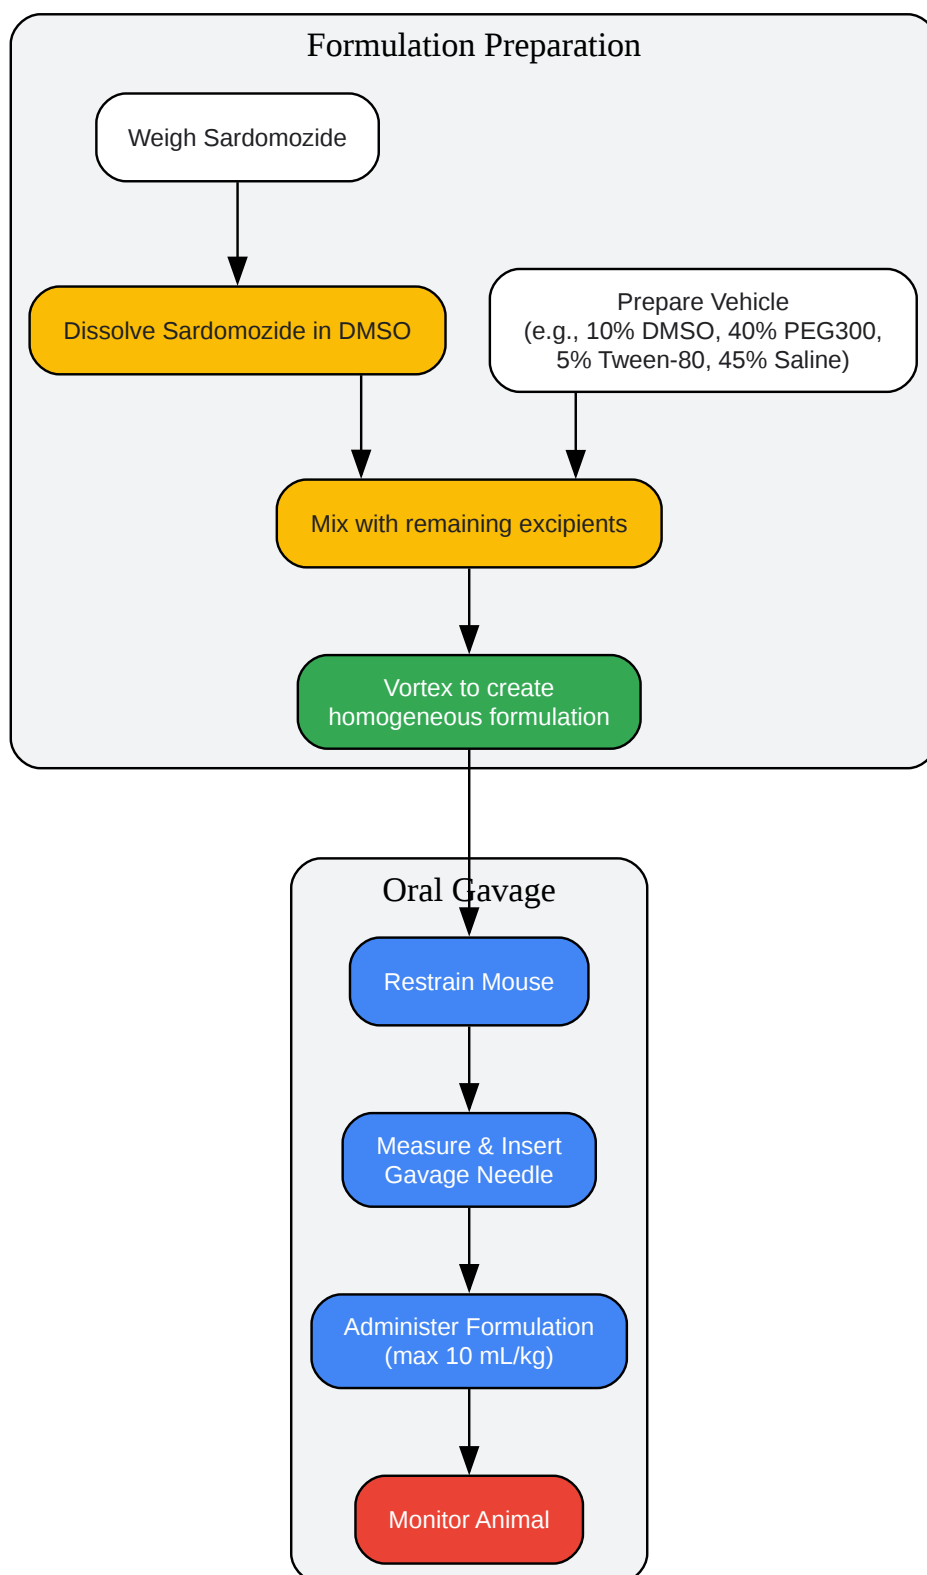 Formulation Preparation
Weigh Sardomozide
Dissolve Sardomozide in DMSO
Prepare Vehicle
(e.g., 10% DMSO, 40% PEG300,
5% Tween-80, 45% Saline)
Mix with remaining excipients
Vortex to create
homogeneous formulation
Oral Gavage
Restrain Mouse
Measure & Insert
Gavage Needle
Administer Formulation
(max 10 mL/kg)
Monitor Animal